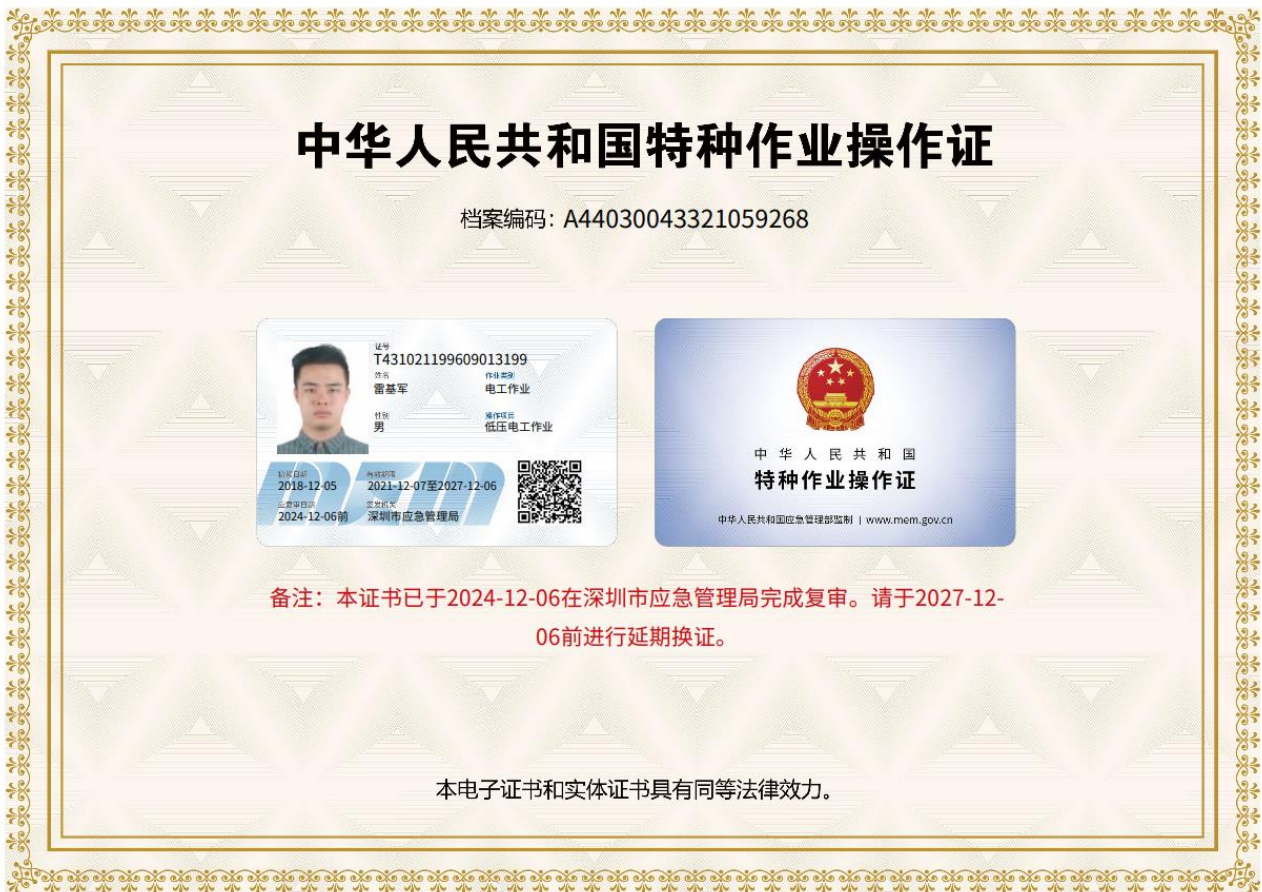 中华人民共和国特种作业操作证
档案编码：A44030043321059268
证号
T431021199609013199
姓名
作业类别
雷基军
电工作业
性别
操作项目
男
低压电工作业
初领日期
有效期限
2018-12-05
2021-12-07至2027-12-06
应复审日期
签发机关
2024-12-06前
深圳市应急管理局
中华人民共和国
特种作业操作证
中华人民共和国应急管理部监制 | www.mem.gov.cn
备注：本证书已于2024-12-06在深圳市应急管理局完成复审。请于2027-12-
06前进行延期换证。
本电子证书和实体证书具有同等法律效力。